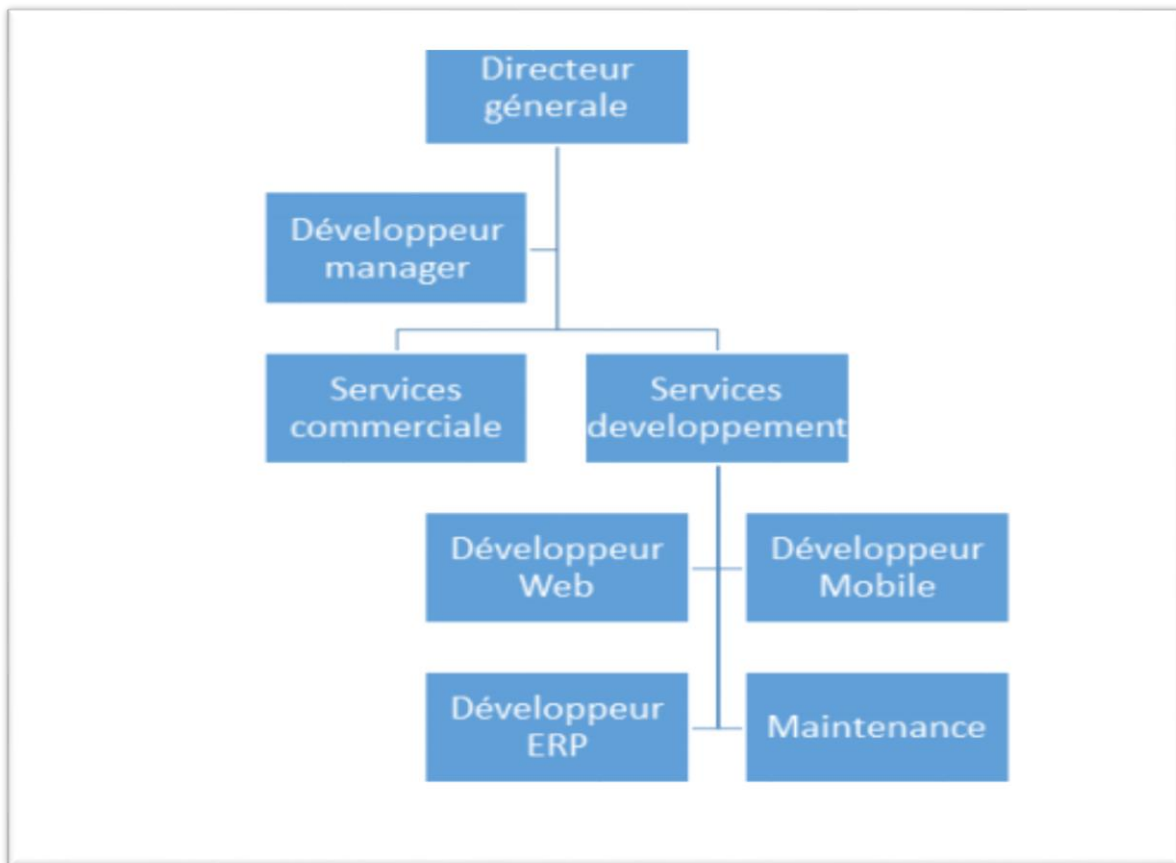 Directeur
génerale
Développeur
manager
Services
commerciale
Services
developpement
Développeur
Web
Développeur
Mobile
Développeur
ERP
Maintenance